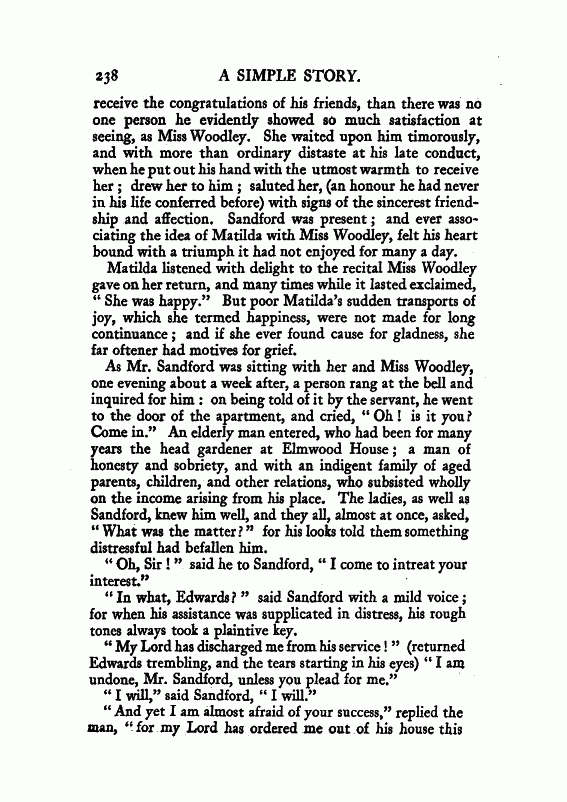 238 A SIMPLE STORY.
receive the congratulations of his friends, than there was no
one person he evidently showed so much satisfaction at
seeing, as Miss Woodley. She waited upon him timorously,
and with more than ordinary distaste at his late conduct,
when he put out his hand with the utmost warmth to receive
her ; drew her to him ; saluted her, (an honour he had never
in his life conferred before) with signs of the sincerest friend-
ship and affection. Sandford was present ; and ever asso-
ciating the idea of Matilda with Miss Woodley, felt his heart
bound with a triumph it had not enjoyed for many a day.
Matilda listened with delight to the recital Miss Woodley
gave on her return, and many times while it lasted exclaimed,
" She was happy." But poor Matilda's sudden transports of
joy, which she termed happiness, were not made for long
continuance ; and if she ever found cause for gladness, she
far oftener had motives for grief.
As Mr. Sandford was sitting with her and Miss Woodley,
one evening about a week after, a person rang at the bell and
inquired for him : on being told of it by the servant, he went
to the door of the apartment, and cried, " Oh ! is it you?
Come in." An elderly man entered, who had been for many
years the head gardener at Elmwood House ; a man of
honesty and sobriety, and with an indigent family of aged
parents, children, and other relations, who subsisted wholly
on the income arising from his place. The ladies, as well as
Sandford, knew him well, and they all, almost at once, asked,
" What was the matter ? " for his looks told them something
distressful had befallen him.
" Oh, Sir ! " said he to Sandford, " I come to intreat your
interest."
" In what, Edwards ? " said Sandford with a mild voice ;
for when his assistance was supplicated in distress, his rough
tones always took a plaintive key.
" My Lord has discharged me from his service ! " (returned
Edwards trembling, and the tears starting in his eyes) " I am
undone, Mr. Sandford, unless you plead for me."
" I will," said Sandford, " I will."
" And yet I am almost afraid of your success," replied the
man, " for my Lord has ordered me out of his house this